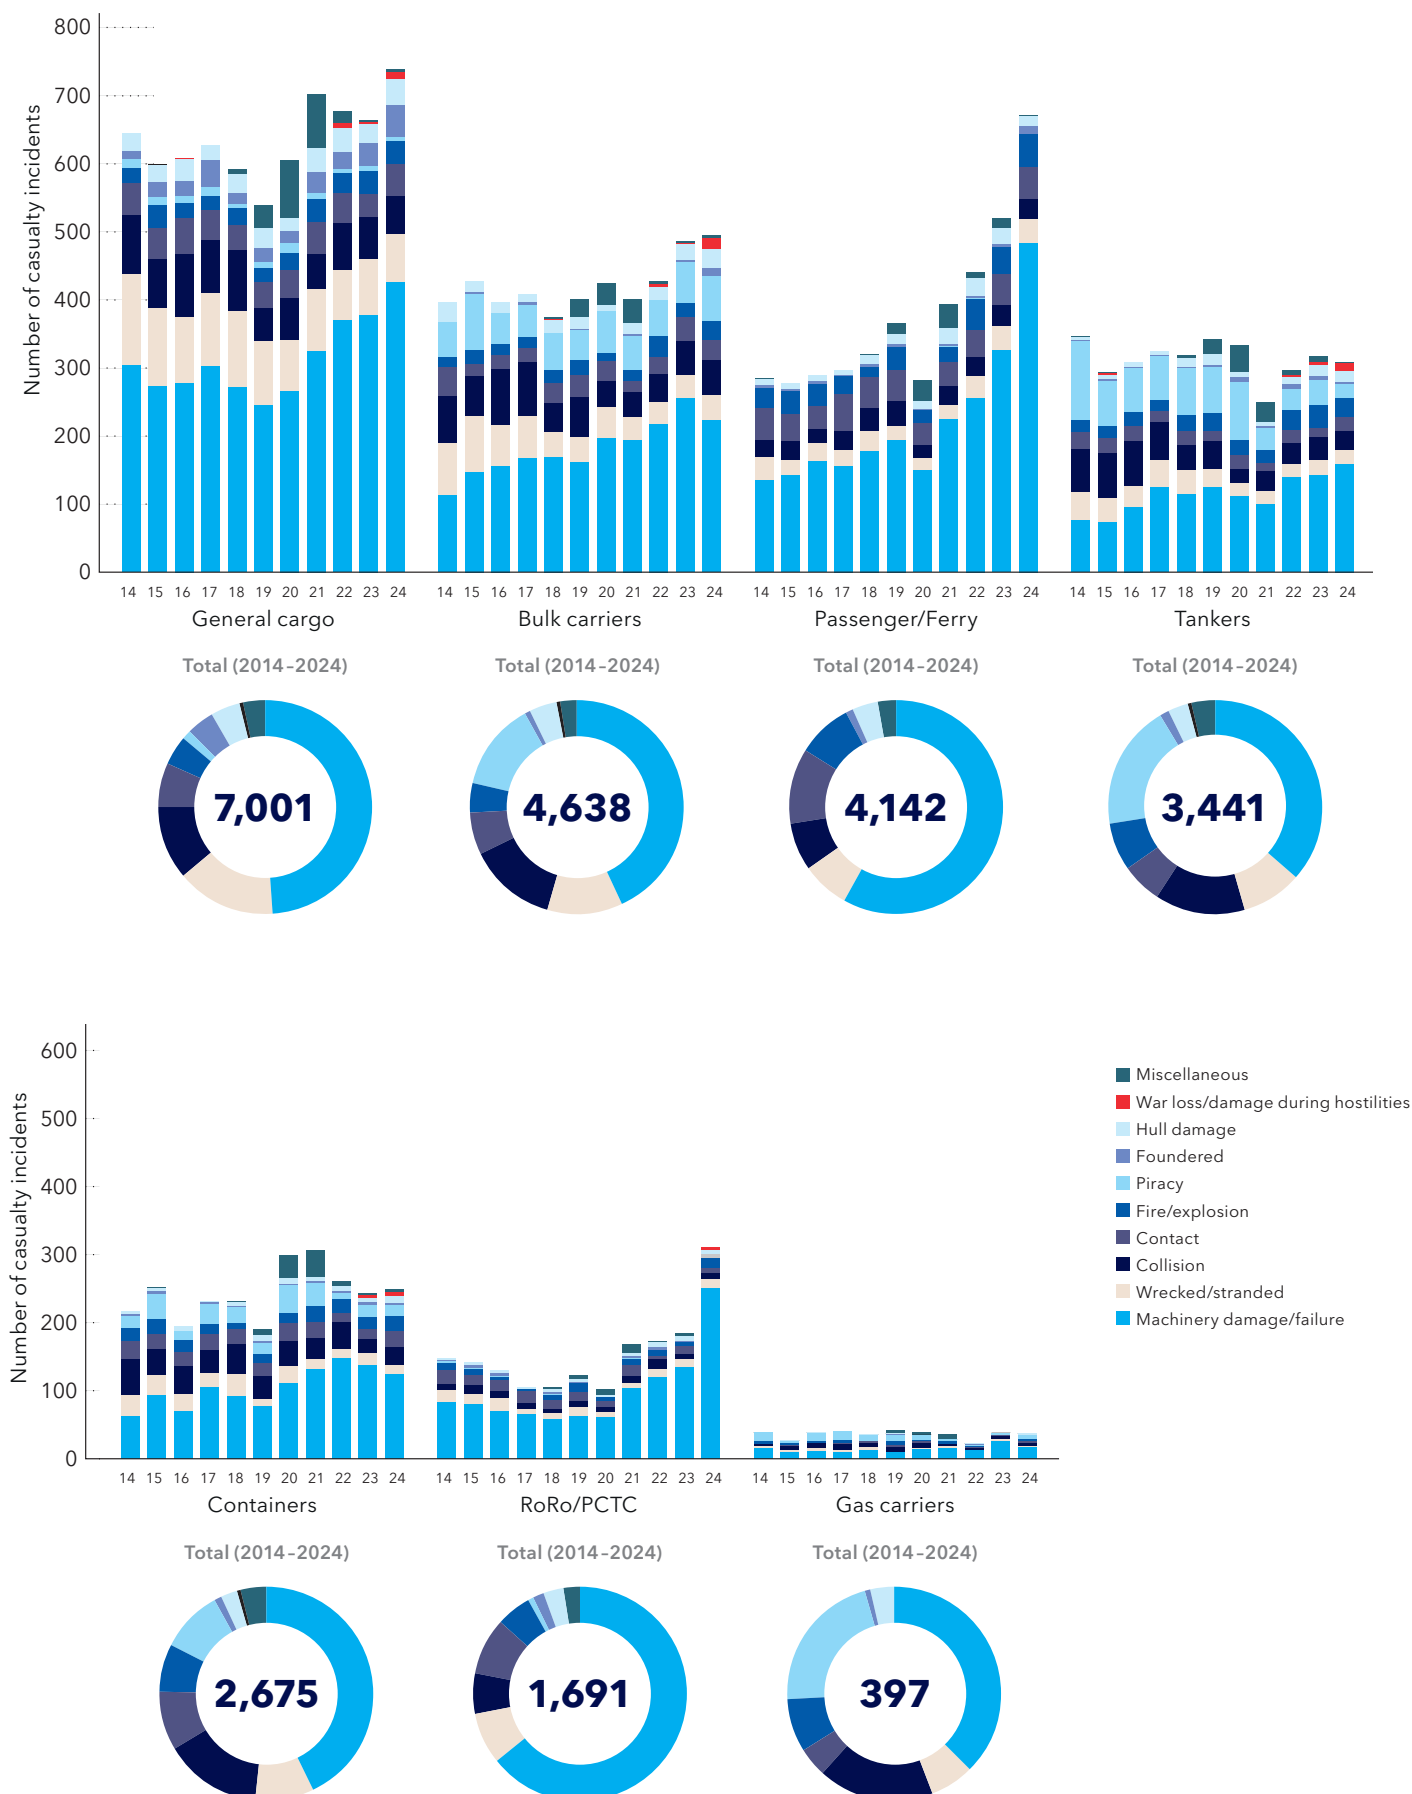 Number of casualty incidents
800
700
600
500
400
300
200
100
0
14 15 16 17 18 19 20 21 22 23 24
14 15 16 17 18 19 20 21 22 23 24
14 15 16 17 18 19 20 21 22 23 24
14 15 16 17 18 19 20 21 22 23 24
General cargo
Bulk carriers
Passenger/Ferry
Tankers
Total (2014–2024)
Total (2014–2024)
Total (2014–2024)
Total (2014–2024)
7,001
4,638
4,142
3,441
Number of casualty incidents
600
500
400
300
200
100
0
14 15 16 17 18 19 20 21 22 23 24
14 15 16 17 18 19 20 21 22 23 24
14 15 16 17 18 19 20 21 22 23 24
Containers
RoRo/PCTC
Gas carriers
Miscellaneous
War loss/damage during hostilities
Hull damage
Foundered
Piracy
Fire/explosion
Contact
Collision
Wrecked/stranded
Machinery damage/failure
Total (2014–2024)
Total (2014–2024)
Total (2014–2024)
2,675
1,691
397